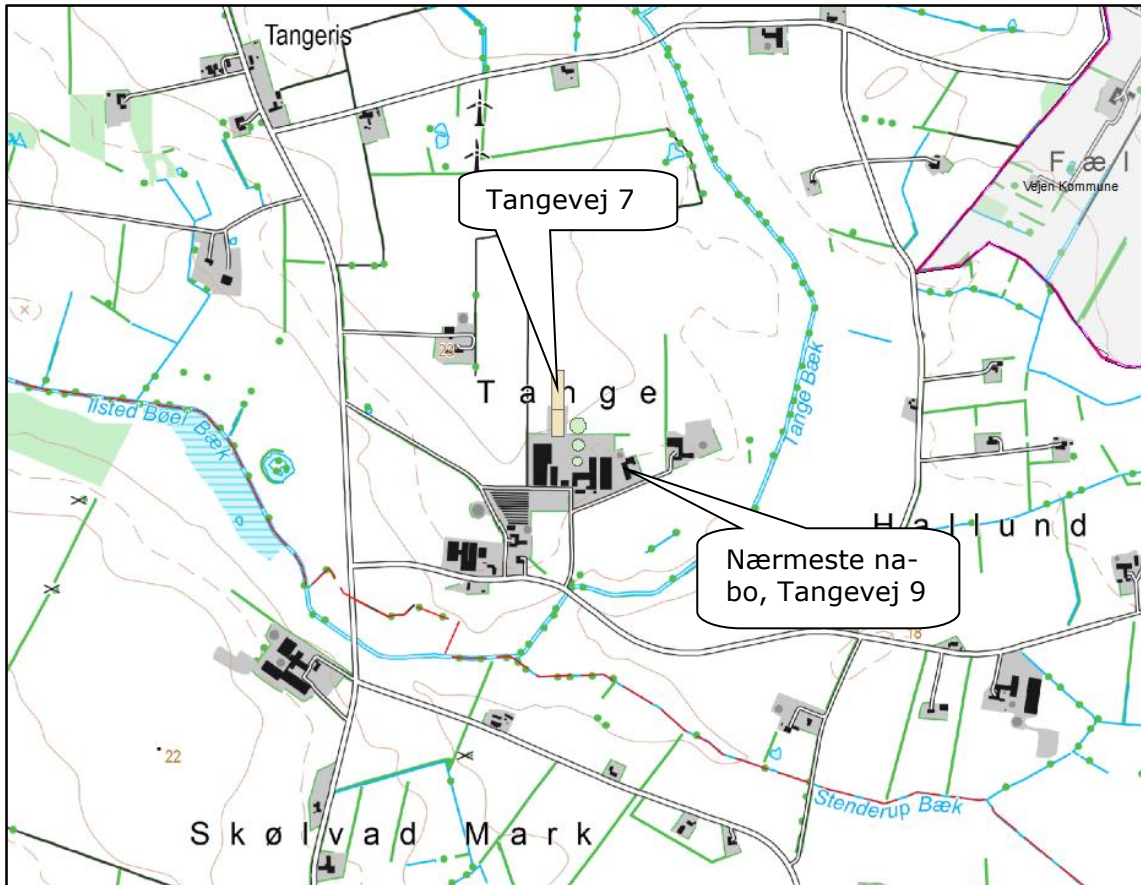 Tangeris
F æ l
Vejen Kommune
Tangevej 7
23
T a n g e
Tange Bæk
Ilsted Bøel Bæk
H a l l u n d
Nærmeste na-
bo, Tangevej 9
18
22
Stenderup Bæk
S k ø l v a d M a r k